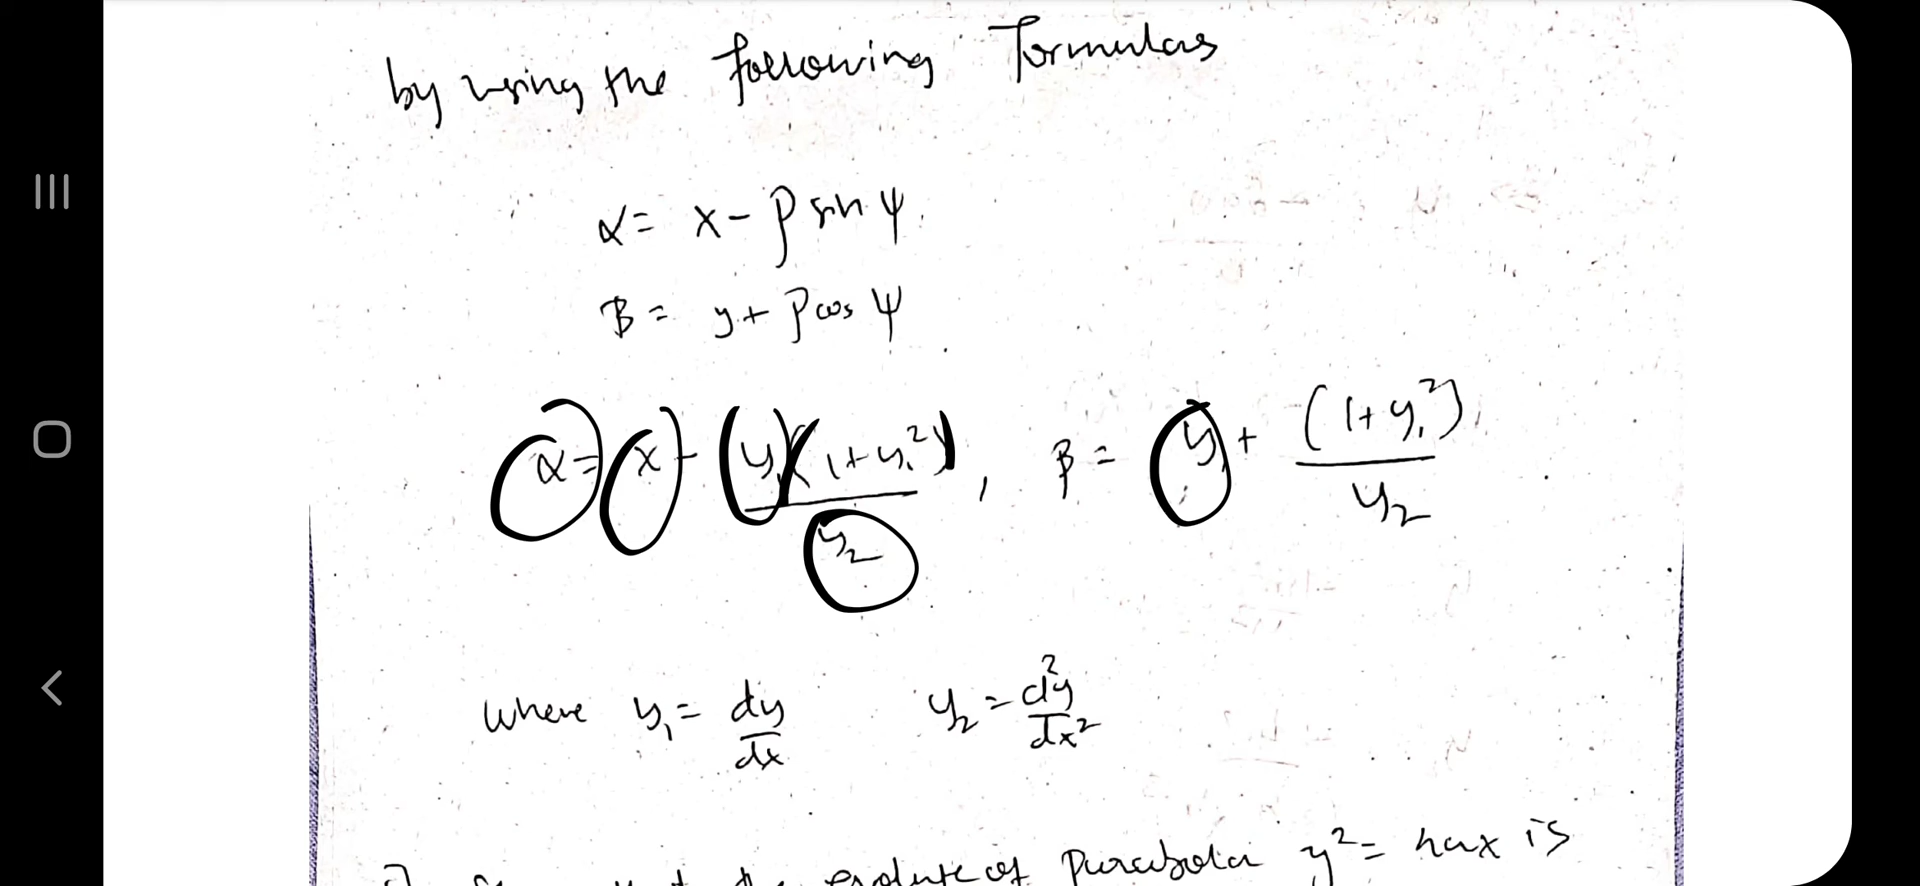 by using the following Formulas
α = x - ρ sin ψ.
β = y + ρ cos ψ
α = x - y₁(1+y₁²)/y₂ , β = y + (1+y₁²)/y₂
where y₁ = dy/dx y₂ = d²y/dx²
the evolute of Parabola y² = 4ax is